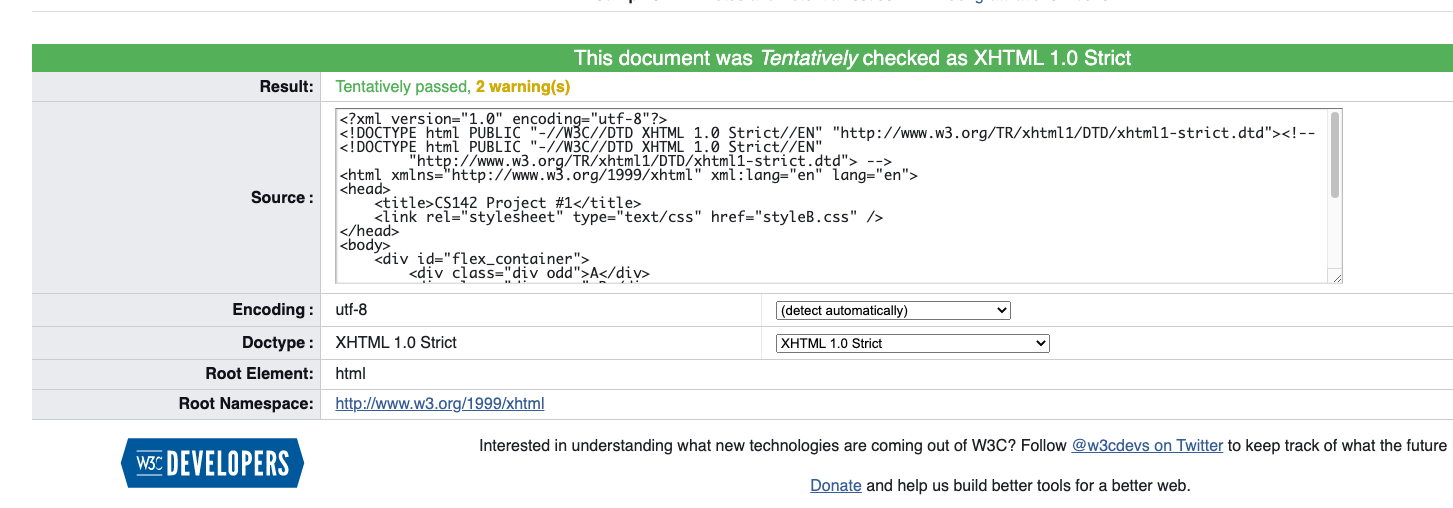 This document was Tentatively checked as XHTML 1.0 Strict
Result: Tentatively passed, 2 warning(s)
Source :
<?xml version="1.0" encoding="utf-8"?>
<!DOCTYPE html PUBLIC "-//W3C//DTD XHTML 1.0 Strict//EN" "http://www.w3.org/TR/xhtml1/DTD/xhtml1-strict.dtd"><!--
<!DOCTYPE html PUBLIC "-//W3C//DTD XHTML 1.0 Strict//EN"
"http://www.w3.org/TR/xhtml1/DTD/xhtml1-strict.dtd"> -->
<html xmlns="http://www.w3.org/1999/xhtml" xml:lang="en" lang="en">
<head>
<title>CS142 Project #1</title>
<link rel="stylesheet" type="text/css" href="styleB.css" />
</head>
<body>
<div id="flex_container">
<div class="div odd">A</div>
Encoding : utf-8 (detect automatically)
Doctype : XHTML 1.0 Strict XHTML 1.0 Strict
Root Element: html
Root Namespace: http://www.w3.org/1999/xhtml
W3C DEVELOPERS
Interested in understanding what new technologies are coming out of W3C? Follow @w3cdevs on Twitter to keep track of what the future
Donate and help us build better tools for a better web.